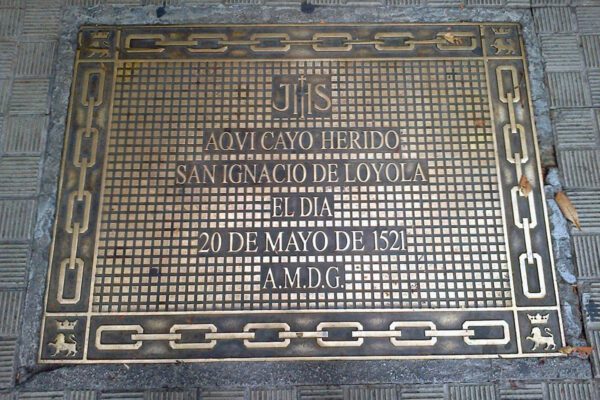 JHS
AQVI CAYO HERIDO
SAN IGNACIO DE LOYOLA
EL DIA
20 DE MAYO DE 1521
A.M.D.G.